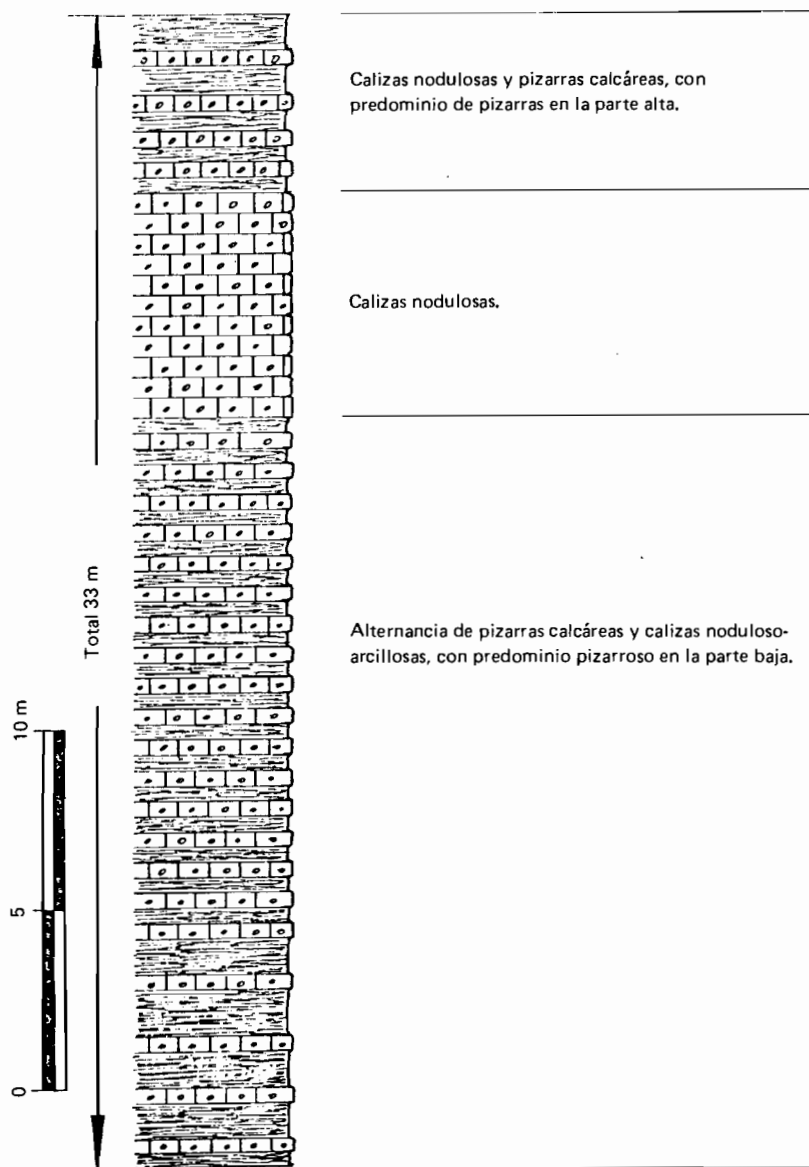 Calizas nodulosas y pizarras calcáreas, con
predominio de pizarras en la parte alta.
Calizas nodulosas.
Alternancia de pizarras calcáreas y calizas noduloso-
arcillosas, con predominio pizarroso en la parte baja.
Total 33 m
10 m
5
0